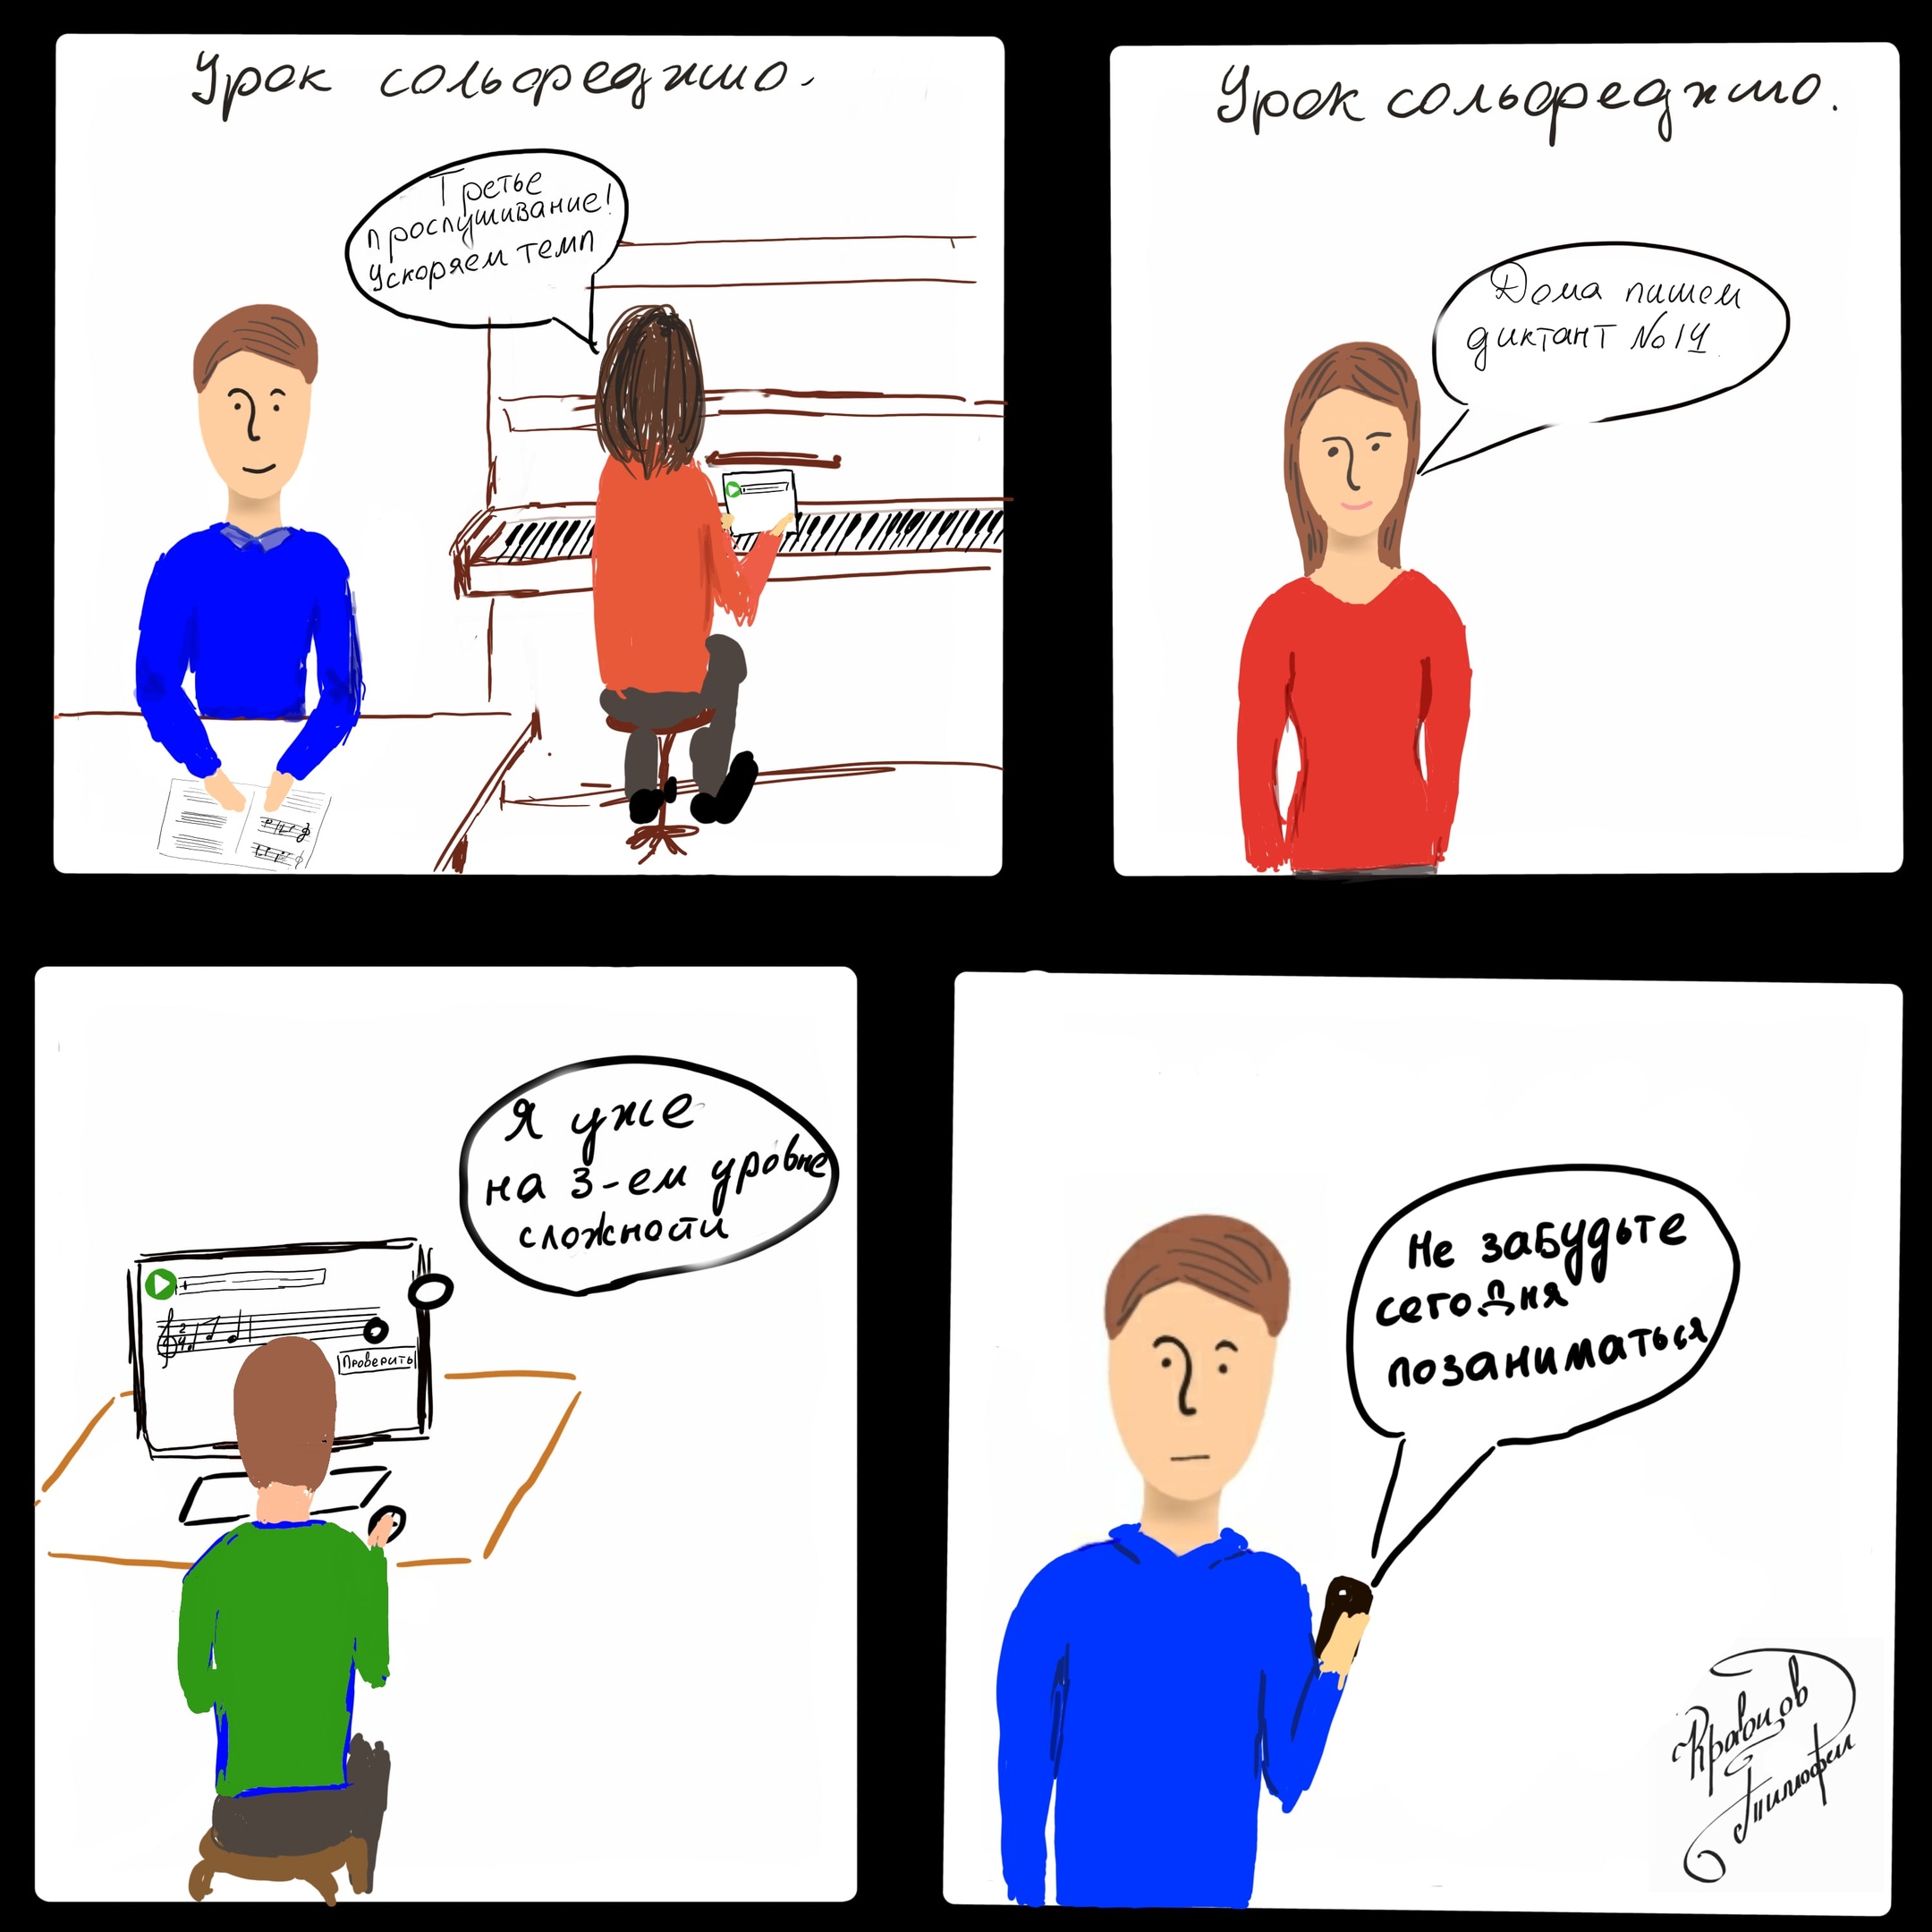 Урок сольфеджио.
Третье
прослушивание!
Ускоряем темп
Урок сольфеджио.
Дома пишем
диктант №14
Я уже
на 3-ем уровне
сложности
Проверить
Не забудьте
сегодня
позаниматься
Кравцов
Тимофей